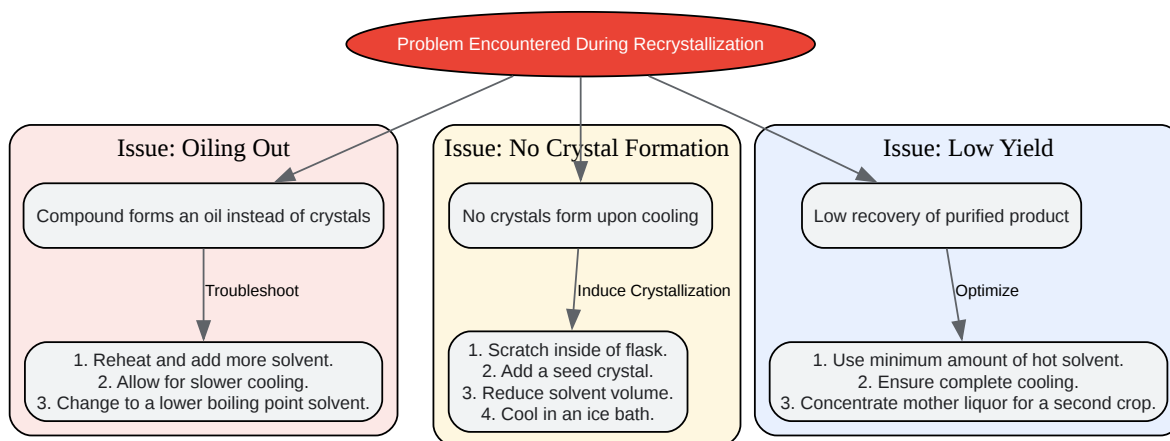 Problem Encountered During Recrystallization
Issue: Oiling Out
Compound forms an oil instead of crystals
Troubleshoot
1. Reheat and add more solvent.
2. Allow for slower cooling.
3. Change to a lower boiling point solvent.
Issue: No Crystal Formation
No crystals form upon cooling
Induce Crystallization
1. Scratch inside of flask.
2. Add a seed crystal.
3. Reduce solvent volume.
4. Cool in an ice bath.
Issue: Low Yield
Low recovery of purified product
Optimize
1. Use minimum amount of hot solvent.
2. Ensure complete cooling.
3. Concentrate mother liquor for a second crop.